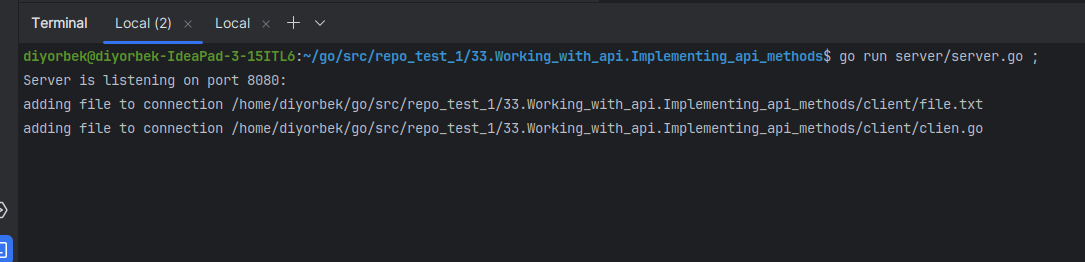 Terminal Local (2) × Local × + 
diyorbek@diyorbek-IdeaPad-3-15ITL6:~/go/src/repo_test_1/33.Working_with_api.Implementing_api_methods$ go run server/server.go ;
Server is listening on port 8080:
adding file to connection /home/diyorbek/go/src/repo_test_1/33.Working_with_api.Implementing_api_methods/client/file.txt
adding file to connection /home/diyorbek/go/src/repo_test_1/33.Working_with_api.Implementing_api_methods/client/clien.go